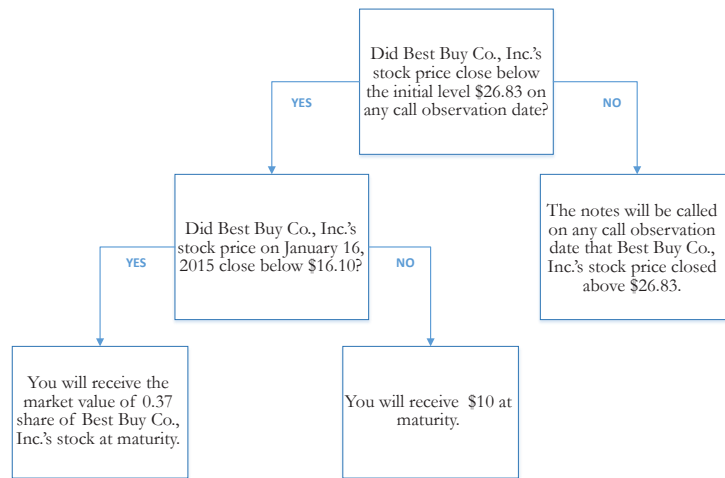 Did Best Buy Co., Inc.'s
stock price close below
the initial level $26.83 on
any call observation date?
YES
NO
Did Best Buy Co., Inc.'s
stock price on January 16,
2015 close below $16.10?
The notes will be called
on any call observation
date that Best Buy Co.,
Inc.'s stock price closed
above $26.83.
YES
NO
You will receive the
market value of 0.37
share of Best Buy Co.,
Inc.'s stock at maturity.
You will receive $10 at
maturity.